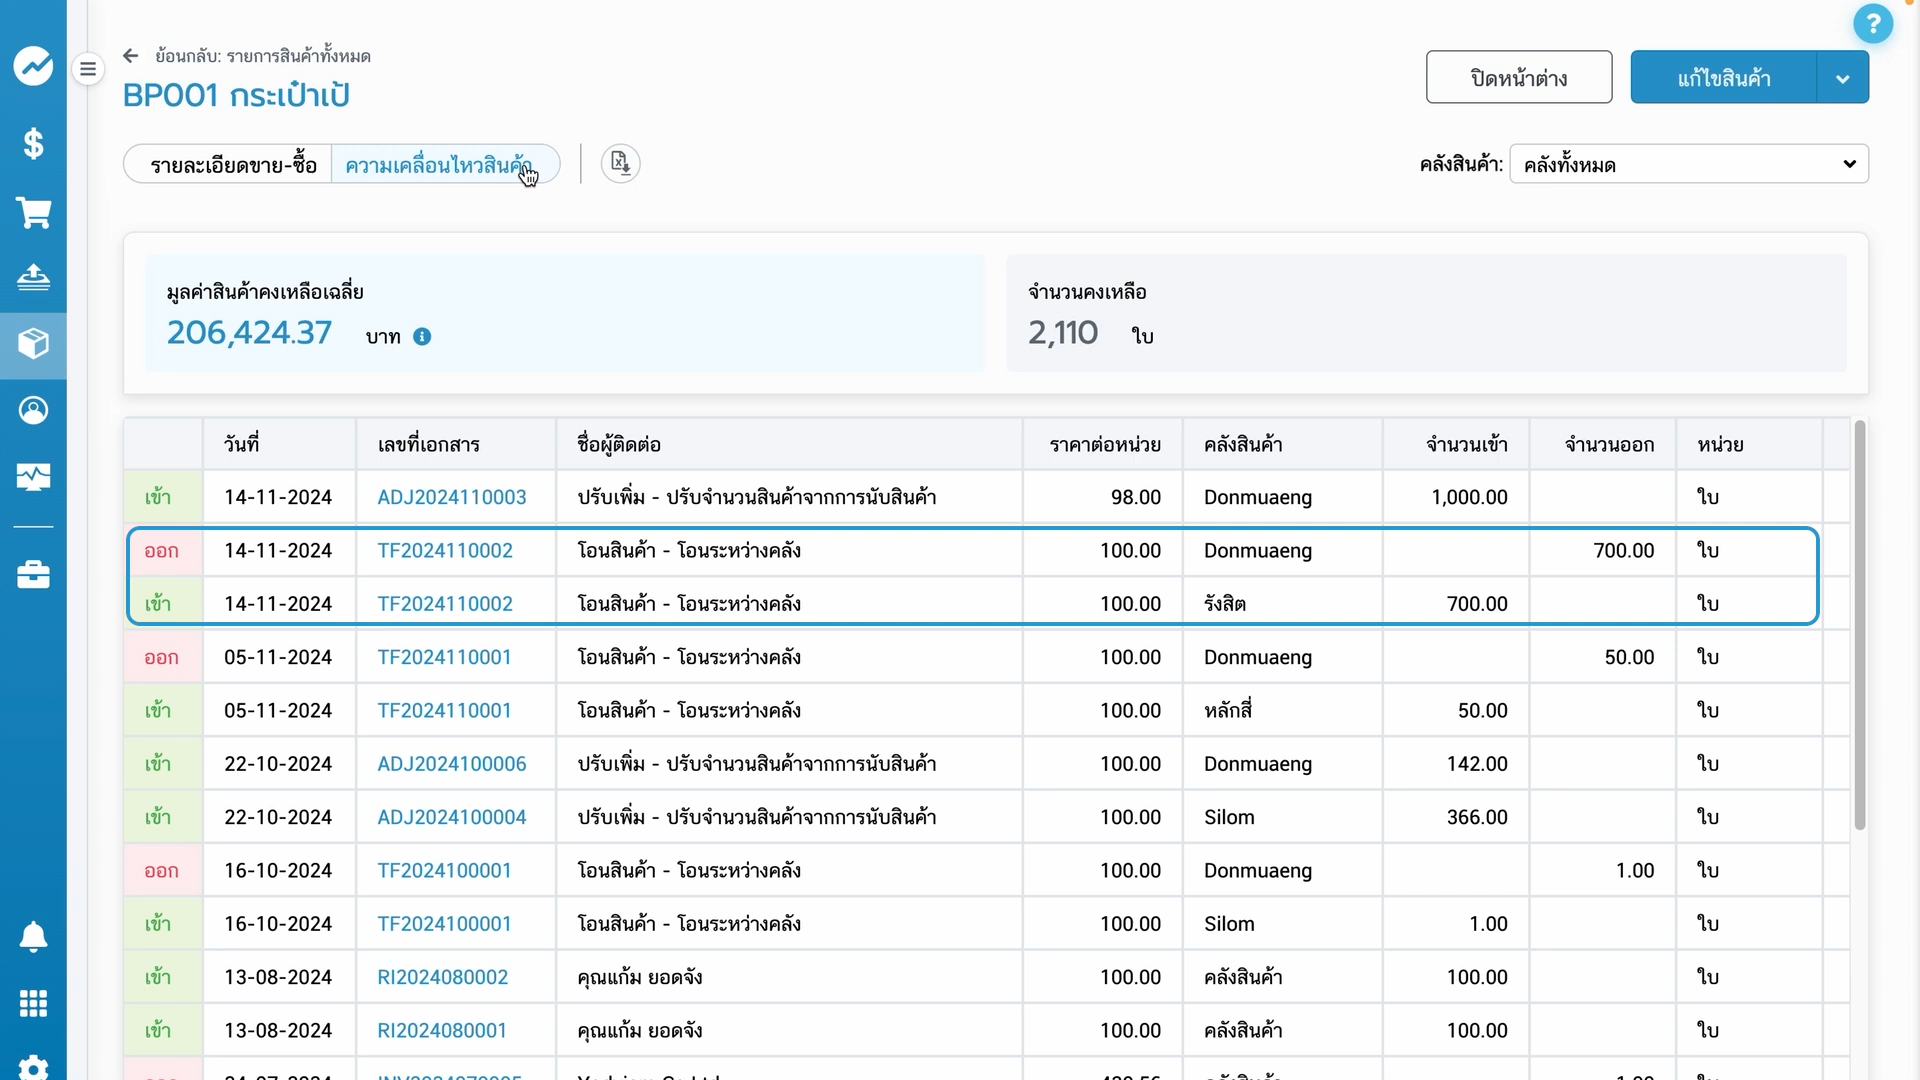 ?
ย้อนกลับ: รายการสินค้าทั้งหมด
BP001 กระเป๋าเป้
ปิดหน้าต่าง
แก้ไขสินค้า
รายละเอียดขาย-ซื้อ
ความเคลื่อนไหวสินค้า
คลังสินค้า: คลังทั้งหมด
มูลค่าสินค้าคงเหลือเฉลี่ย
206,424.37 บาท
จำนวนคงเหลือ
2,110 ใบ
วันที่ เลขที่เอกสาร ชื่อผู้ติดต่อ ราคาต่อหน่วย คลังสินค้า จำนวนเข้า จำนวนออก หน่วย
เข้า 14-11-2024 ADJ2024110003 ปรับเพิ่ม - ปรับจำนวนสินค้าจากการนับสินค้า 98.00 Donmuaeng 1,000.00 ใบ
ออก 14-11-2024 TF2024110002 โอนสินค้า - โอนระหว่างคลัง 100.00 Donmuaeng 700.00 ใบ
เข้า 14-11-2024 TF2024110002 โอนสินค้า - โอนระหว่างคลัง 100.00 รังสิต 700.00 ใบ
ออก 05-11-2024 TF2024110001 โอนสินค้า - โอนระหว่างคลัง 100.00 Donmuaeng 50.00 ใบ
เข้า 05-11-2024 TF2024110001 โอนสินค้า - โอนระหว่างคลัง 100.00 หลักสี่ 50.00 ใบ
เข้า 22-10-2024 ADJ2024100006 ปรับเพิ่ม - ปรับจำนวนสินค้าจากการนับสินค้า 100.00 Donmuaeng 142.00 ใบ
เข้า 22-10-2024 ADJ2024100004 ปรับเพิ่ม - ปรับจำนวนสินค้าจากการนับสินค้า 100.00 Silom 366.00 ใบ
ออก 16-10-2024 TF2024100001 โอนสินค้า - โอนระหว่างคลัง 100.00 Donmuaeng 1.00 ใบ
เข้า 16-10-2024 TF2024100001 โอนสินค้า - โอนระหว่างคลัง 100.00 Silom 1.00 ใบ
เข้า 13-08-2024 RI2024080002 คุณแก้ม ยอดจัง 100.00 คลังสินค้า 100.00 ใบ
เข้า 13-08-2024 RI2024080001 คุณแก้ม ยอดจัง 100.00 คลังสินค้า 100.00 ใบ